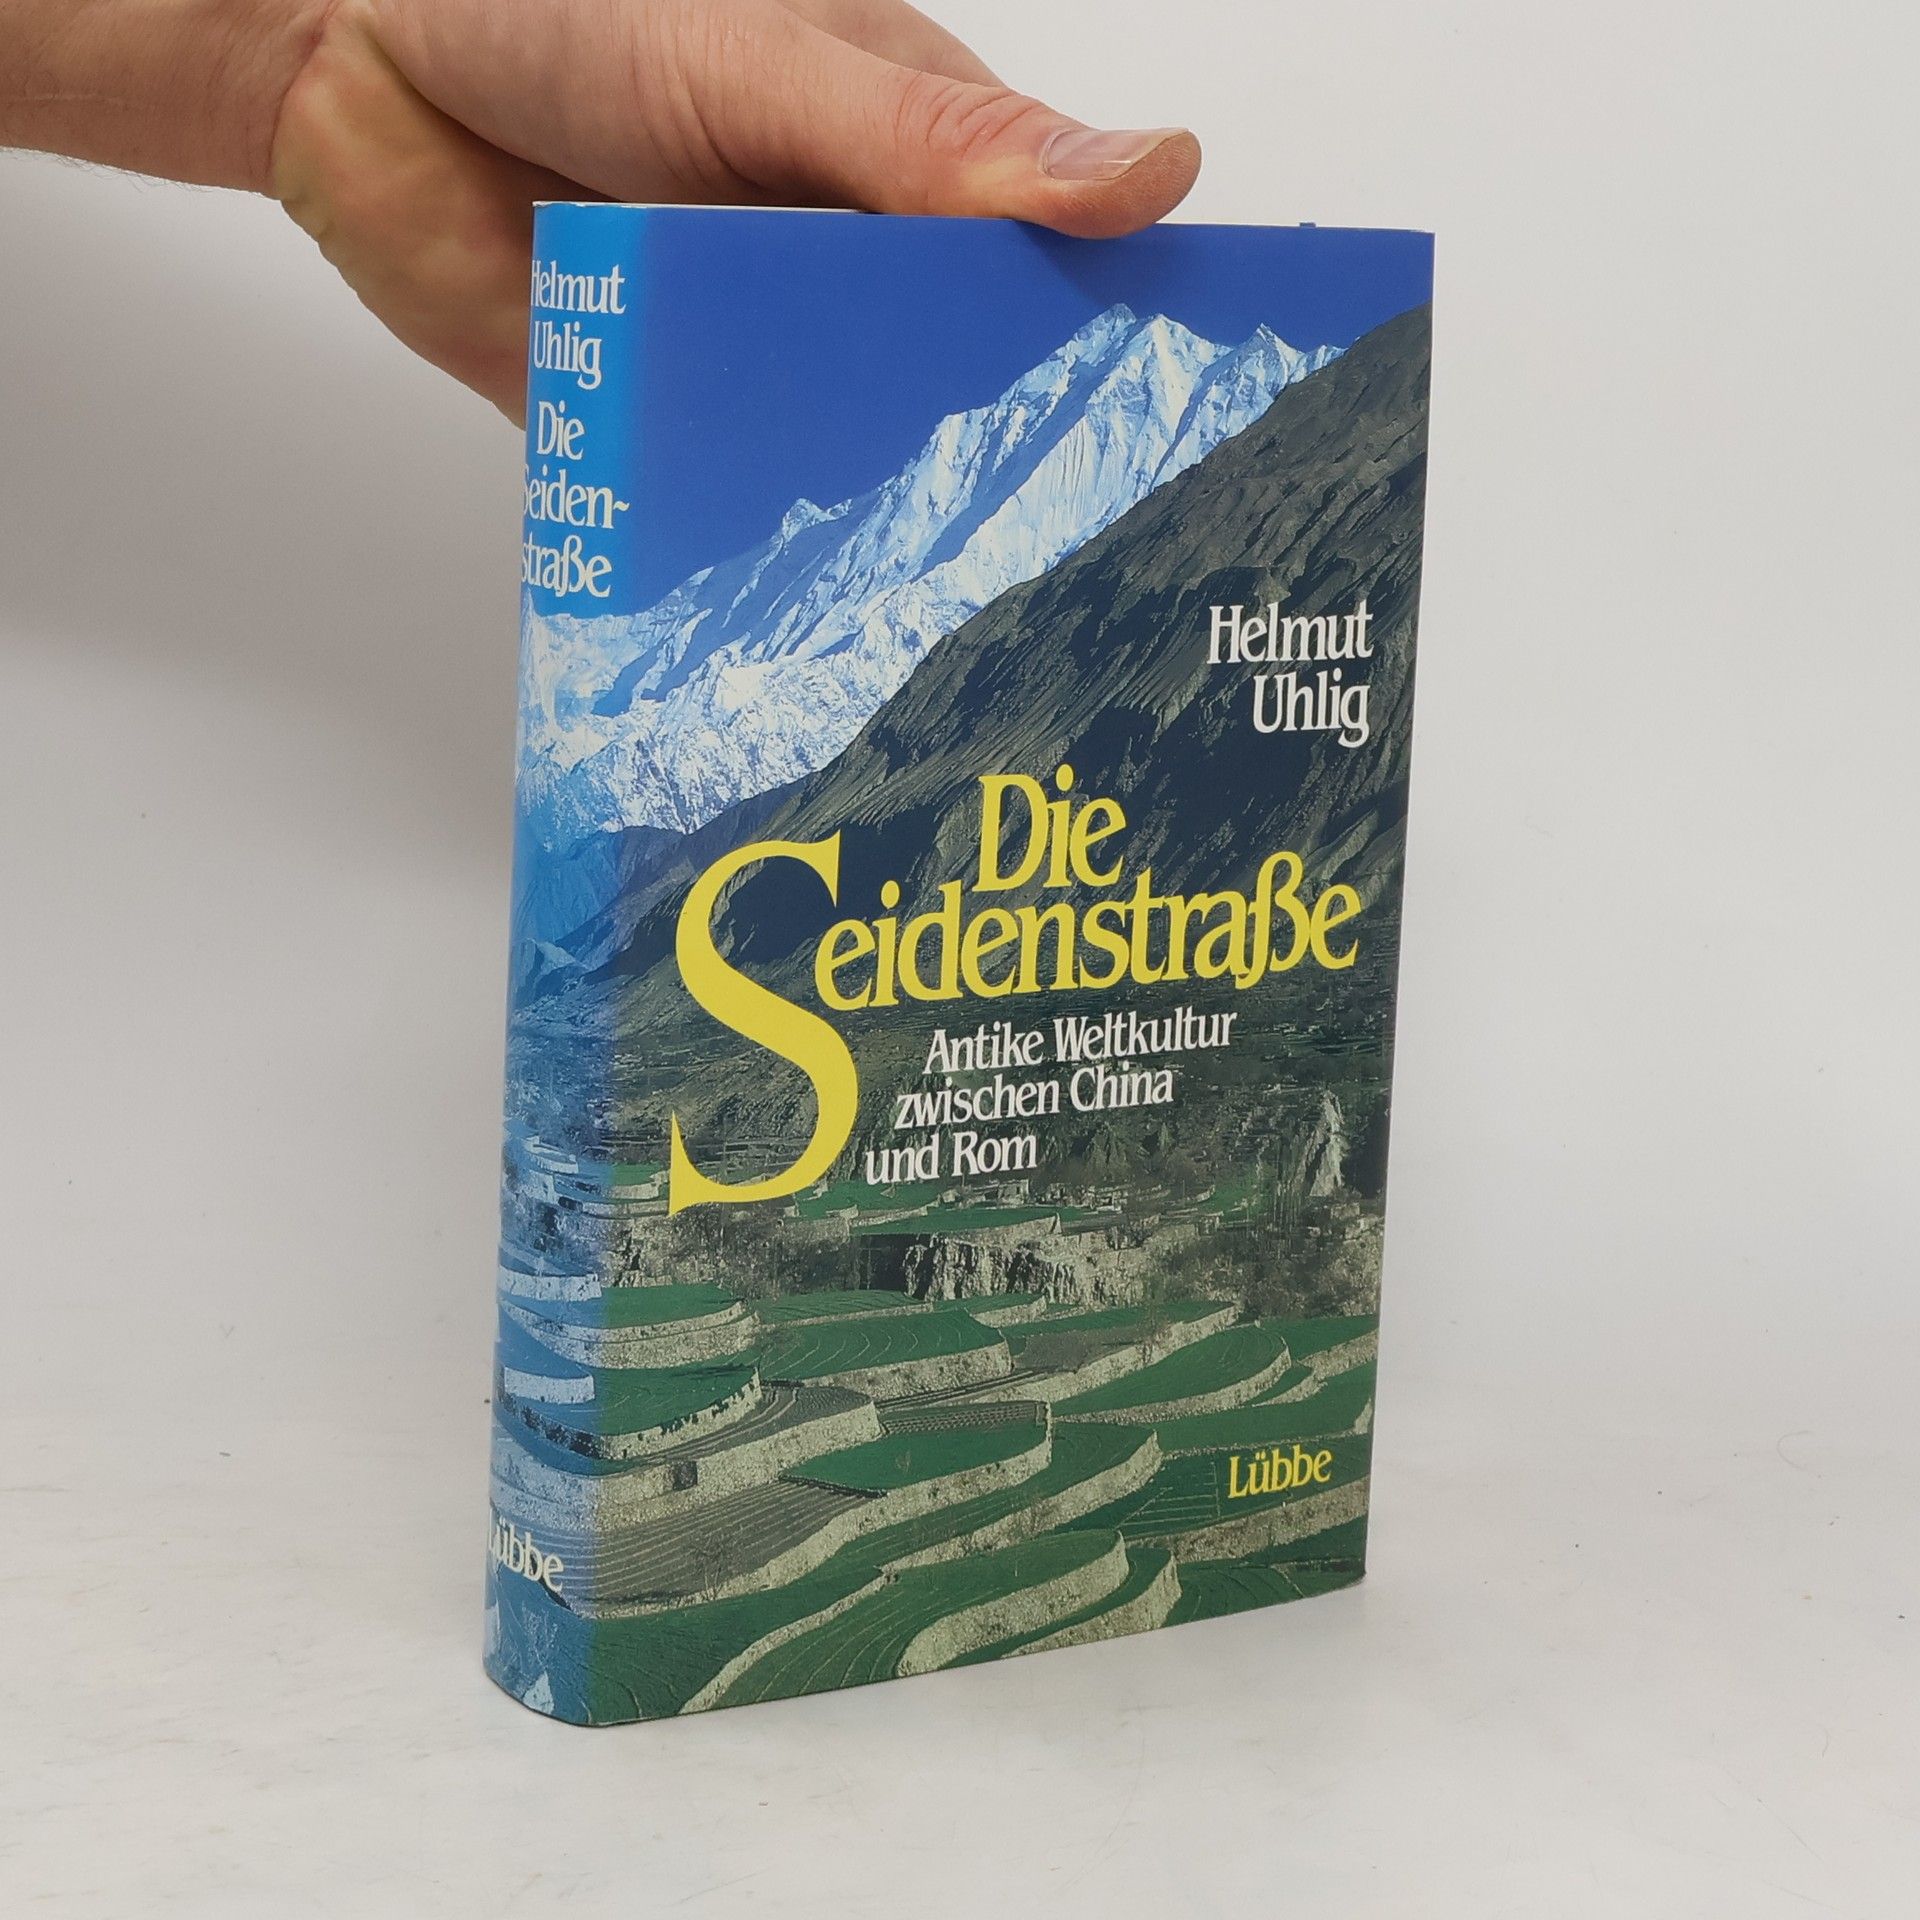 Helmut
Uhlig
Die
Seiden-
straße
Lübbe
Helmut
Uhlig
Die
Seidenstraße
Antike Weltkultur
zwischen China
und Rom
Lübbe